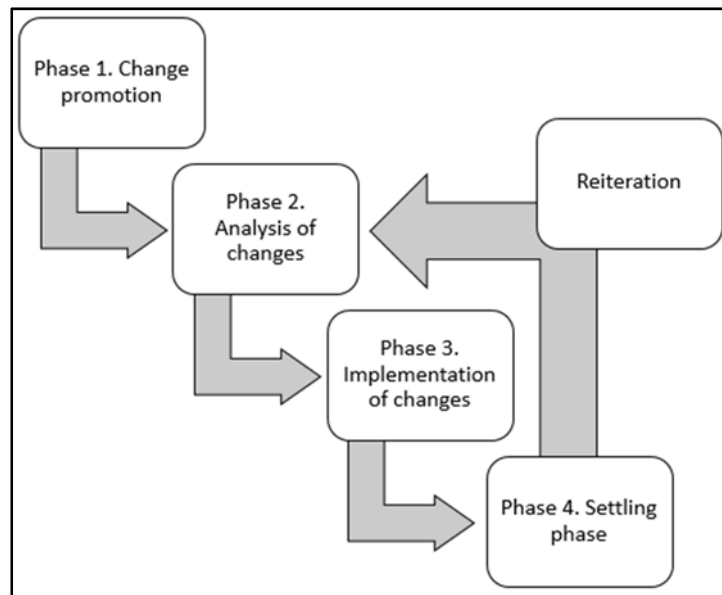 Phase 1. Change
promotion
Phase 2.
Analysis of
changes
Reiteration
Phase 3.
Implementation
of changes
Phase 4. Settling
phase